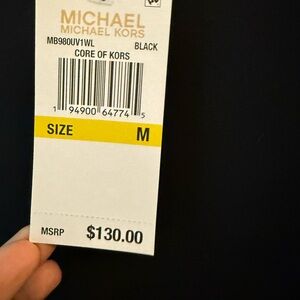 MICHAEL
MICHAEL KORS
MB980UV1WL BLACK
CORE OF KORS
1 94900 64774 5
SIZE M
MSRP $130.00